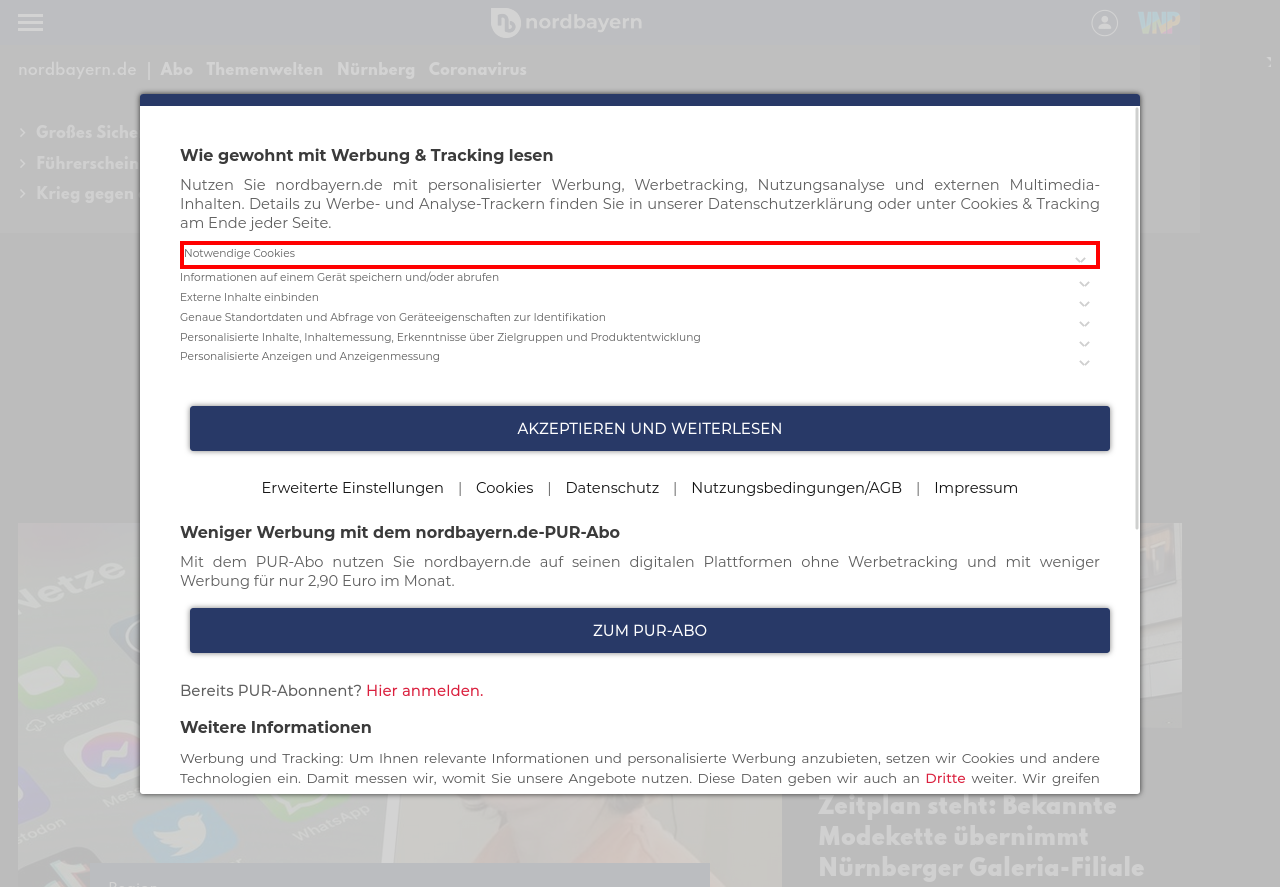 nordbayern
VNP
nordbayern.de | Abo Themenwelten Nürnberg Coronavirus
Großes
Führerschein
Krieg gegen
Wie gewohnt mit Werbung & Tracking lesen
Nutzen Sie nordbayern.de mit personalisierter Werbung, Werbetracking, Nutzungsanalyse und externen Multimedia-
Inhalten. Details zu Werbe- und Analyse-Trackern finden Sie in unserer Datenschutzerklärung oder unter Cookies & Tracking
am Ende jeder Seite.
Notwendige Cookies
Informationen auf einem Gerät speichern und/oder abrufen
Externe Inhalte einbinden
Genaue Standortdaten und Abfrage von Geräteeigenschaften zur Identifikation
Personalisierte Inhalte, Inhaltemessung, Erkenntnisse über Zielgruppen und Produktentwicklung
Personalisierte Anzeigen und Anzeigenmessung
AKZEPTIEREN UND WEITERLESEN
Erweiterte Einstellungen | Cookies | Datenschutz | Nutzungsbedingungen/AGB | Impressum
Weniger Werbung mit dem nordbayern.de-PUR-Abo
Mit dem PUR-Abo nutzen Sie nordbayern.de auf seinen digitalen Plattformen ohne Werbetracking und mit weniger
Werbung für nur 2,90 Euro im Monat.
ZUM PUR-ABO
Bereits PUR-Abonnent? Hier anmelden.
Weitere Informationen
Werbung und Tracking: Um Ihnen relevante Informationen und personalisierte Werbung anzubieten, setzen wir Cookies und andere
Technologien ein. Damit messen wir, womit Sie unsere Angebote nutzen. Diese Daten geben wir auch an Dritte weiter. Wir greifen
Netze
FaceTime
WhatsApp
Zeitplan steht: Bekannte
Modekette übernimmt
Nürnberger Galeria-Filiale